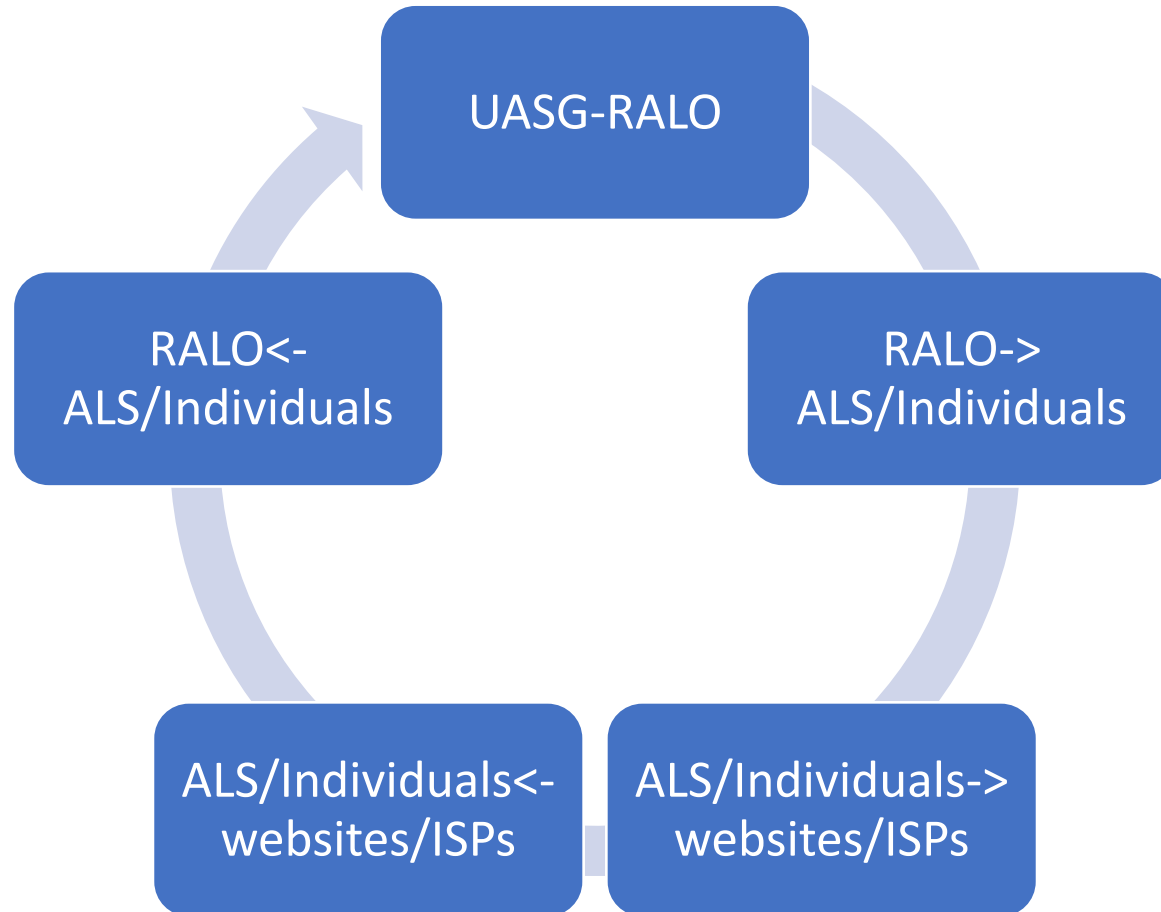 UASG-RALO
RALO<-
ALS/Individuals
RALO->
ALS/Individuals
ALS/Individuals<-
websites/ISPs
ALS/Individuals->
websites/ISPs